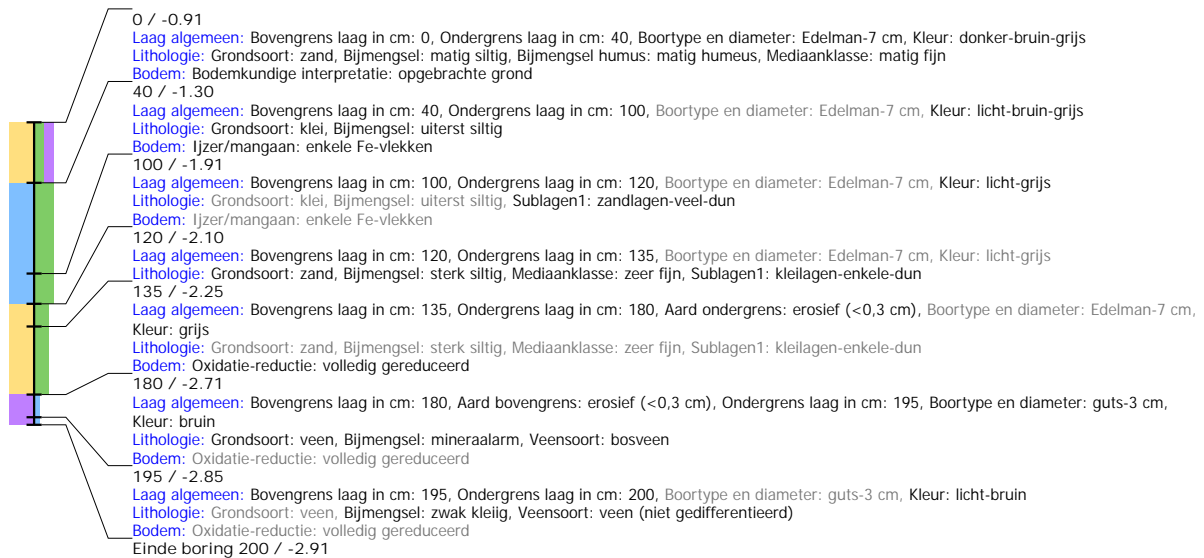 0 / -0.91
Laag algemeen: Bovengrens laag in cm: 0, Ondergrens laag in cm: 40, Boortype en diameter: Edelman-7 cm, Kleur: donker-bruin-grijs
Lithologie: Grondsoort: zand, Bijmengsel: matig siltig, Bijmengsel humus: matig humeus, Mediaanklasse: matig fijn
Bodem: Bodemkundige interpretatie: opgebrachte grond
40 / -1.30
Laag algemeen: Bovengrens laag in cm: 40, Ondergrens laag in cm: 100, Boortype en diameter: Edelman-7 cm, Kleur: licht-bruin-grijs
Lithologie: Grondsoort: klei, Bijmengsel: uiterst siltig
Bodem: Ijzer/mangaan: enkele Fe-vlekken
100 / -1.91
Laag algemeen: Bovengrens laag in cm: 100, Ondergrens laag in cm: 120, Boortype en diameter: Edelman-7 cm, Kleur: licht-grijs
Lithologie: Grondsoort: klei, Bijmengsel: uiterst siltig, Sublagen1: zandlagen-veel-dun
Bodem: Ijzer/mangaan: enkele Fe-vlekken
120 / -2.10
Laag algemeen: Bovengrens laag in cm: 120, Ondergrens laag in cm: 135, Boortype en diameter: Edelman-7 cm, Kleur: licht-grijs
Lithologie: Grondsoort: zand, Bijmengsel: sterk siltig, Mediaanklasse: zeer fijn, Sublagen1: kleilagen-enkele-dun
135 / -2.25
Laag algemeen: Bovengrens laag in cm: 135, Ondergrens laag in cm: 180, Aard ondergrens: erosief (<0,3 cm), Boortype en diameter: Edelman-7 cm,
Kleur: grijs
Lithologie: Grondsoort: zand, Bijmengsel: sterk siltig, Mediaanklasse: zeer fijn, Sublagen1: kleilagen-enkele-dun
Bodem: Oxidatie-reductie: volledig gereduceerd
180 / -2.71
Laag algemeen: Bovengrens laag in cm: 180, Aard bovengrens: erosief (<0,3 cm), Ondergrens laag in cm: 195, Boortype en diameter: guts-3 cm,
Kleur: bruin
Lithologie: Grondsoort: veen, Bijmengsel: mineraalarm, Veensoort: bosveen
Bodem: Oxidatie-reductie: volledig gereduceerd
195 / -2.85
Laag algemeen: Bovengrens laag in cm: 195, Ondergrens laag in cm: 200, Boortype en diameter: guts-3 cm, Kleur: licht-bruin
Lithologie: Grondsoort: veen, Bijmengsel: zwak kleiig, Veensoort: veen (niet gedifferentieerd)
Bodem: Oxidatie-reductie: volledig gereduceerd
Einde boring 200 / -2.91